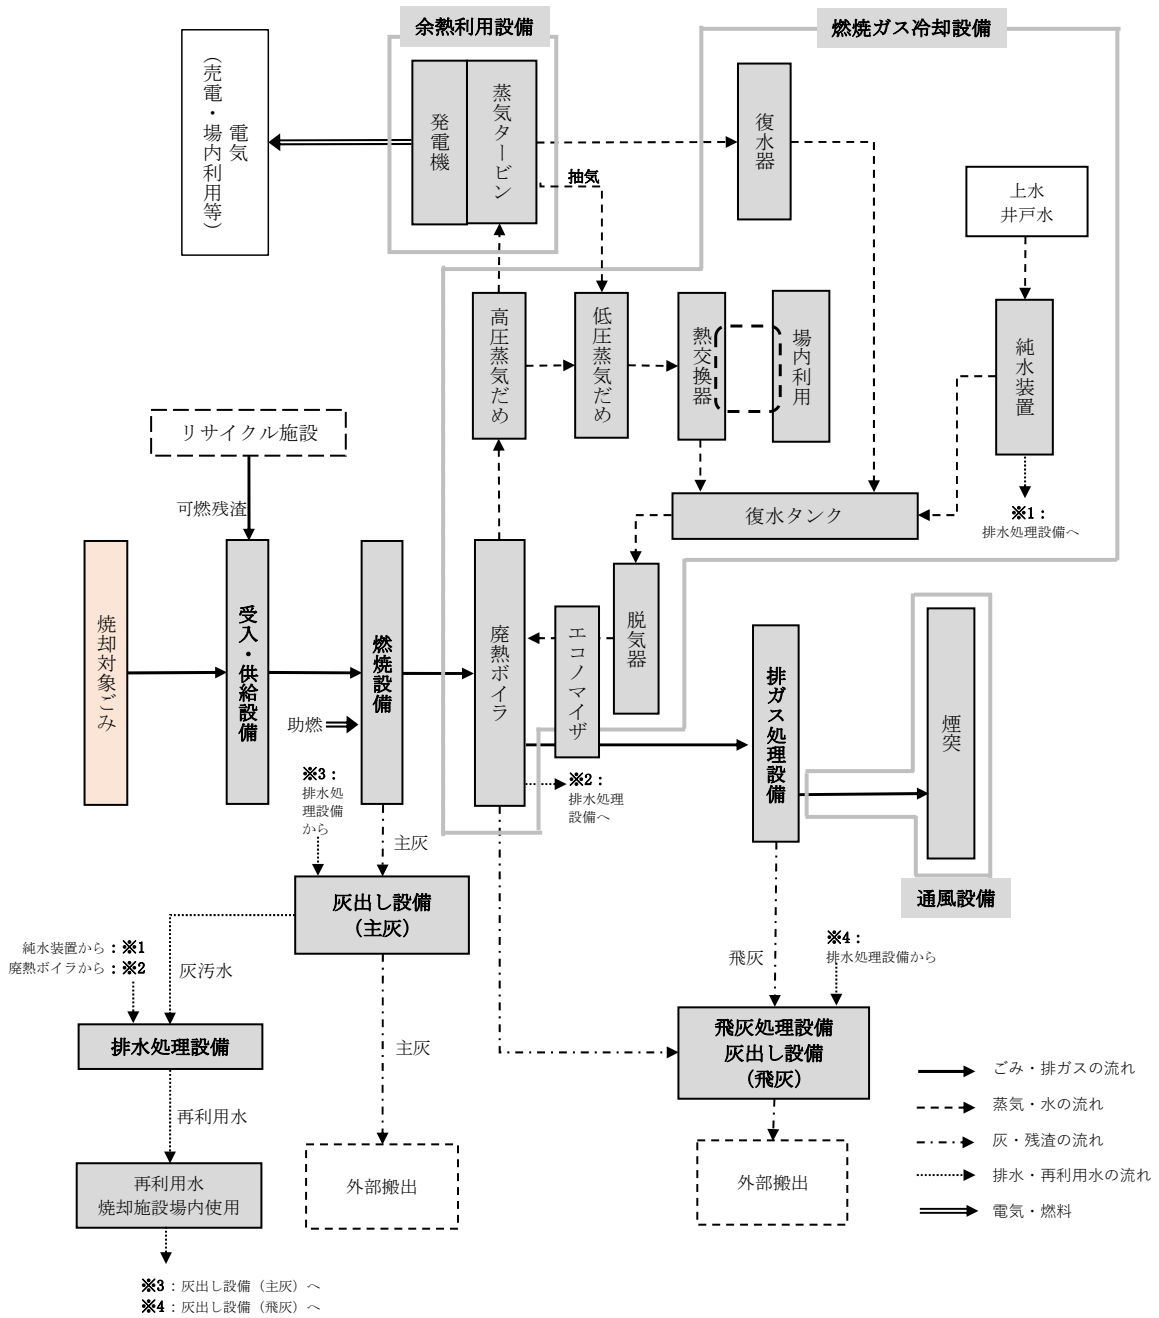 余熱利用設備
燃焼ガス冷却設備
電気
（売電・場内利用等）
発電機
蒸気タービン
復水器
抽気
上水
井戸水
高圧蒸気だめ
低圧蒸気だめ
熱交換器
場内利用
純水装置
リサイクル施設
可燃残渣
復水タンク
※1：
排水処理設備へ
焼却対象ごみ
受入・供給設備
燃焼設備
廃熱ボイラ
エコノマイザ
脱気器
排ガス処理設備
煙突
助燃
※3：
排水処
理設備
から
※2：
排水処理
設備へ
主灰
灰出し設備
（主灰）
通風設備
純水装置から：※1
廃熱ボイラから：※2
灰汚水
飛灰
※4：
排水処理設備から
排水処理設備
主灰
飛灰処理設備
灰出し設備
（飛灰）
再利用水
再利用水
焼却施設場内使用
外部搬出
外部搬出
ごみ・排ガスの流れ
蒸気・水の流れ
灰・残渣の流れ
排水・再利用水の流れ
電気・燃料
※3：灰出し設備（主灰）へ
※4：灰出し設備（飛灰）へ